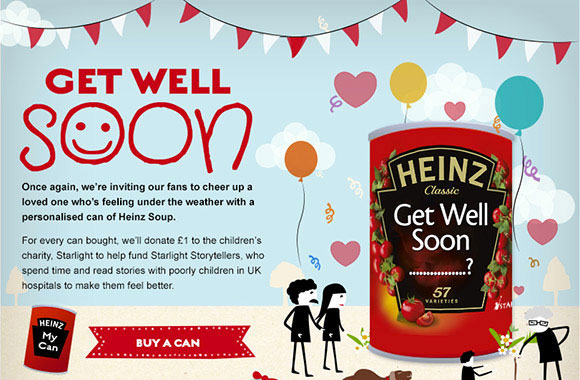 GET WELL
SOON
Once again, we're inviting our fans to cheer up a
loved one who's feeling under the weather with a
personalised can of Heinz Soup.
For every can bought, we'll donate £1 to the children's
charity, Starlight to help fund Starlight Storytellers, who
spend time and read stories with poorly children in UK
hospitals to make them feel better.
HEINZ
My
Can
BUY A CAN
HEINZ
Classic
Get Well
Soon
...............?
57
VARIETIES